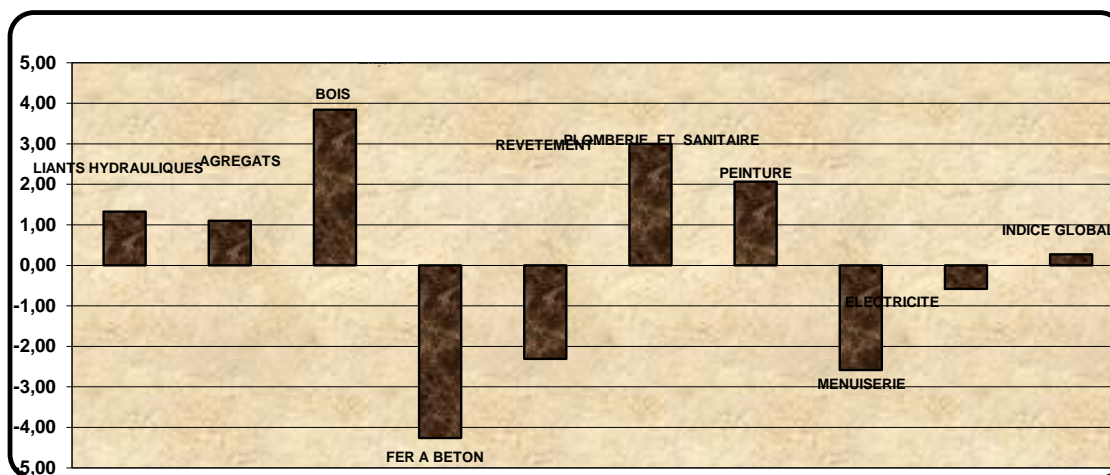 5,00
4,00
3,00
2,00
1,00
0,00
-1,00
-2,00
-3,00
-4,00
-5,00
LIANTS HYDRAULIQUES
AGREGATS
BOIS
FER A BETON
REVETEMENT
PLOMBERIE ET SANITAIRE
PEINTURE
MENUISERIE
ELECTRICITE
INDICE GLOBAL